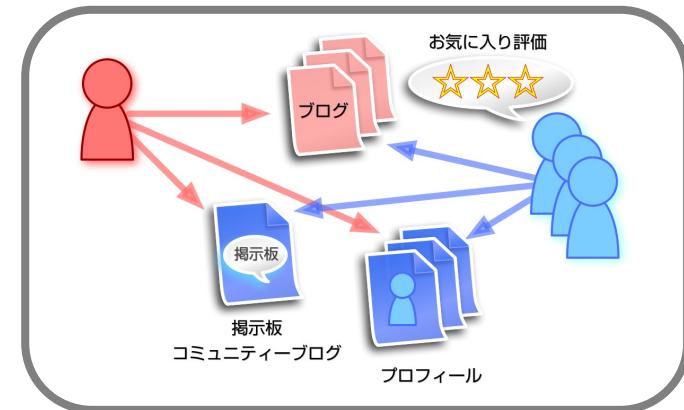 お気に入り評価
ブログ
掲示板
掲示板
コミュニティーブログ
プロフィール